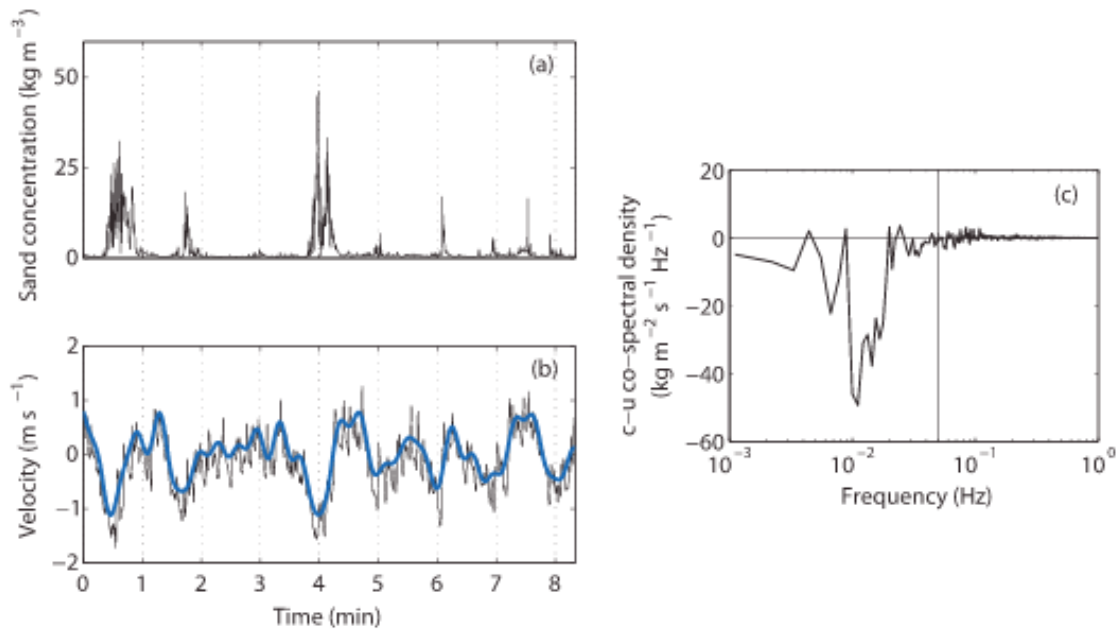 Sand concentration (kg m⁻³)
50
25
0
(a)
Velocity (m s⁻¹)
2
1
0
−1
−2
(b)
0 1 2 3 4 5 6 7 8
Time (min)
c−u co−spectral density
(kg m⁻² s⁻¹ Hz⁻¹)
20
0
−20
−40
−60
(c)
10⁻³ 10⁻² 10⁻¹ 10⁰
Frequency (Hz)